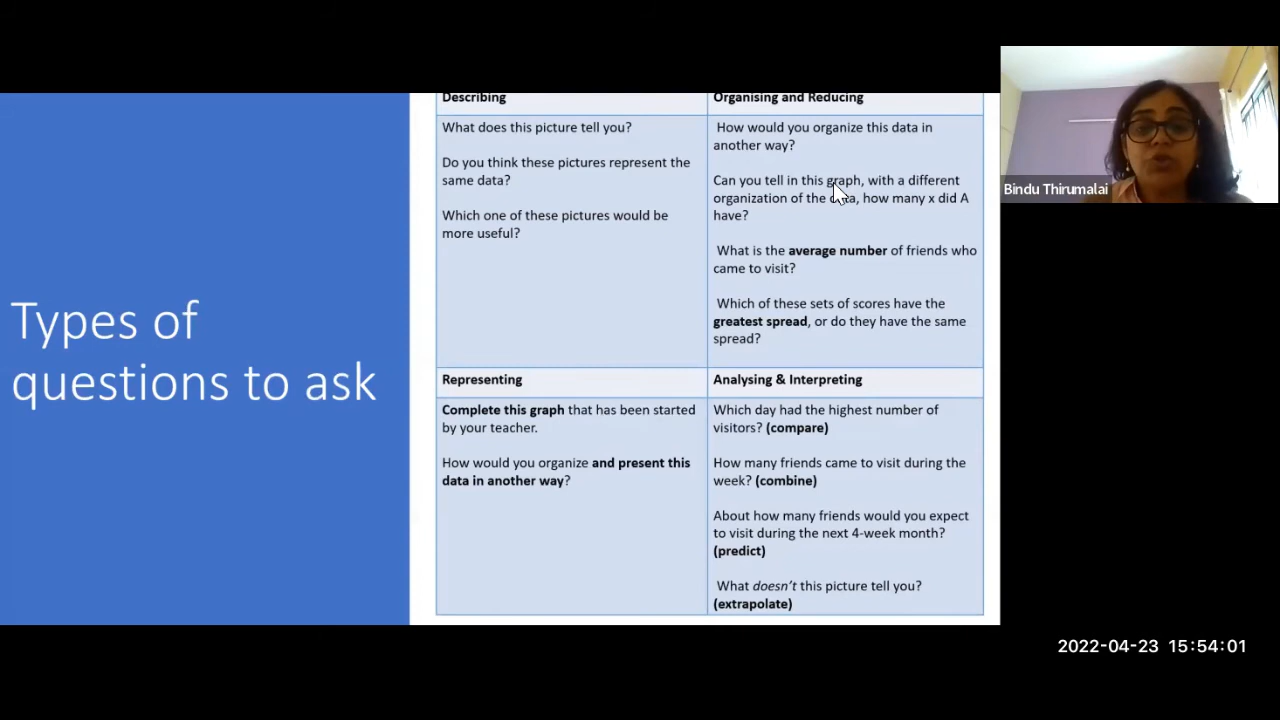 Types of
questions to ask
Describing
What does this picture tell you?
Do you think these pictures represent the
same data?
Which one of these pictures would be
more useful?
Organising and Reducing
How would you organize this data in
another way?
Can you tell in this graph, with a different
organization of the data, how many x did A
have?
What is the average number of friends who
came to visit?
Which of these sets of scores have the
greatest spread, or do they have the same
spread?
Representing
Complete this graph that has been started
by your teacher.
How would you organize and present this
data in another way?
Analysing & Interpreting
Which day had the highest number of
visitors? (compare)
How many friends came to visit during the
week? (combine)
About how many friends would you expect
to visit during the next 4-week month?
(predict)
What doesn't this picture tell you?
(extrapolate)
Bindu Thirumalai
2022-04-23 15:54:01